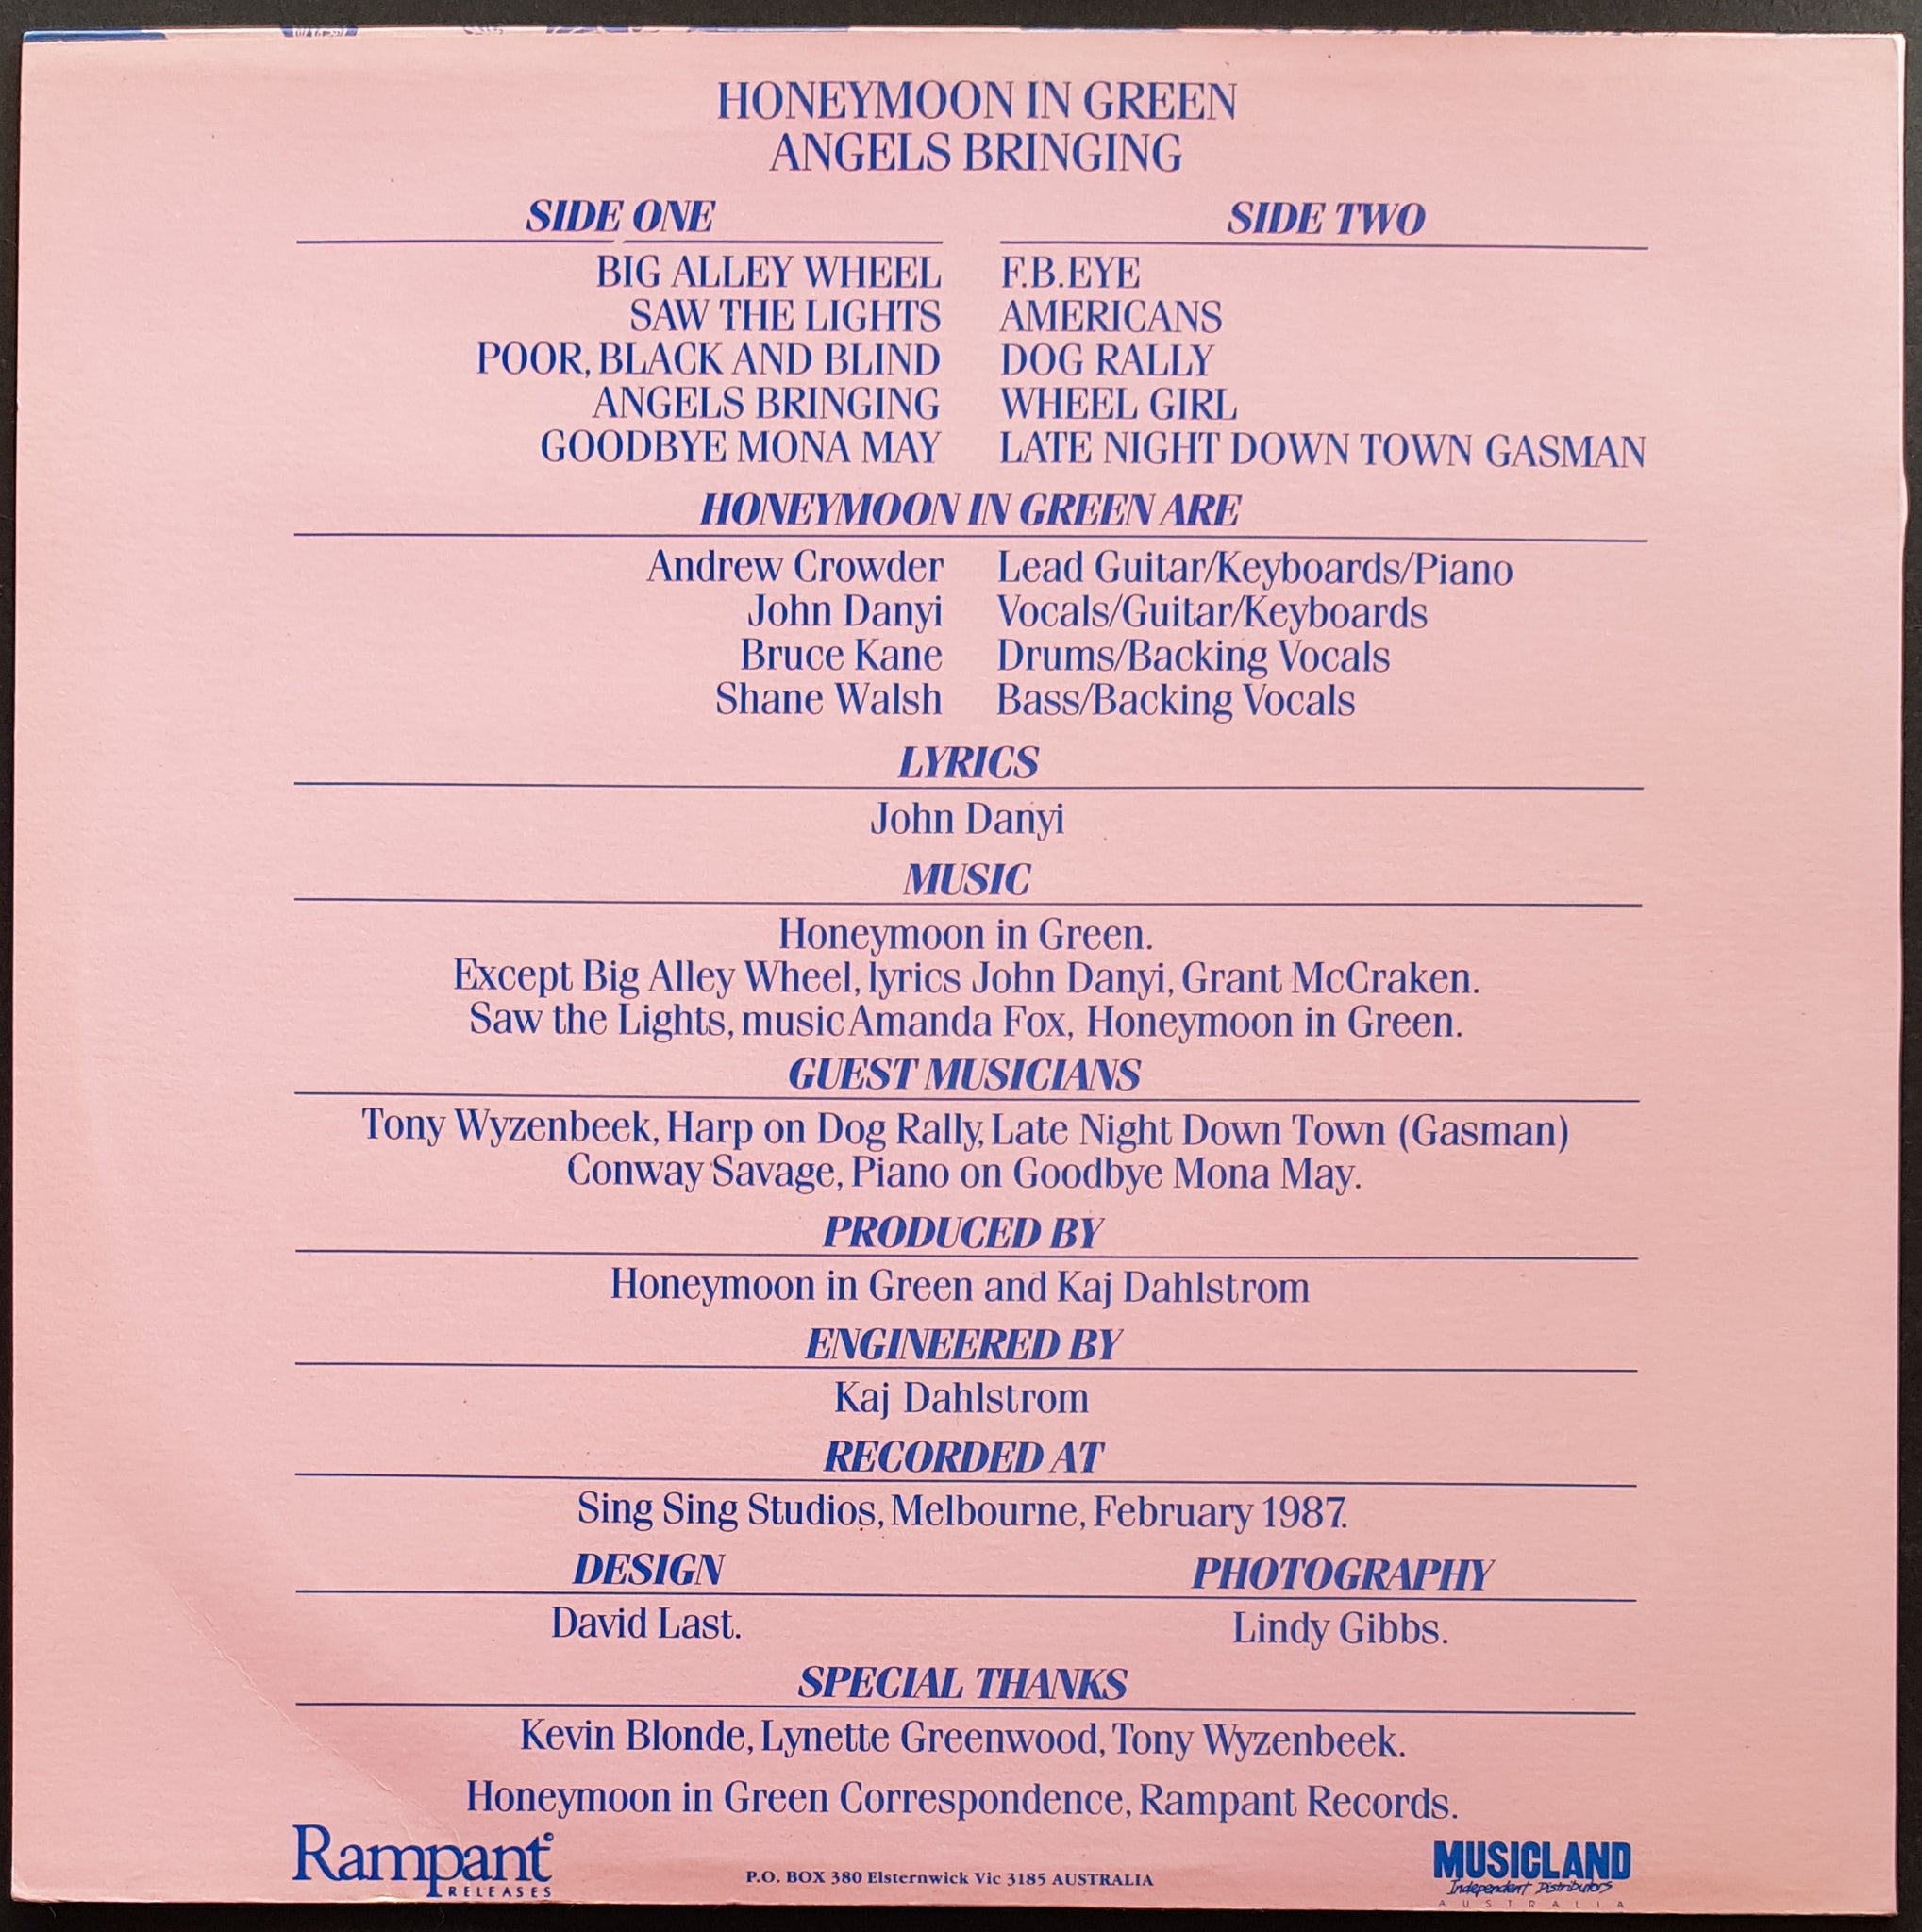 HONEYMOON IN GREEN
ANGELS BRINGING
SIDE ONE
BIG ALLEY WHEEL
SAW THE LIGHTS
POOR, BLACK AND BLIND
ANGELS BRINGING
GOODBYE MONA MAY
SIDE TWO
F.B.EYE
AMERICANS
DOG RALLY
WHEEL GIRL
LATE NIGHT DOWN TOWN GASMAN
HONEYMOON IN GREEN ARE
Andrew Crowder Lead Guitar/Keyboards/Piano
John Danyi Vocals/Guitar/Keyboards
Bruce Kane Drums/Backing Vocals
Shane Walsh Bass/Backing Vocals
LYRICS
John Danyi
MUSIC
Honeymoon in Green.
Except Big Alley Wheel, lyrics John Danyi, Grant McCraken.
Saw the Lights, music Amanda Fox, Honeymoon in Green.
GUEST MUSICIANS
Tony Wyzenbeek, Harp on Dog Rally, Late Night Down Town (Gasman)
Conway Savage, Piano on Goodbye Mona May.
PRODUCED BY
Honeymoon in Green and Kaj Dahlstrom
ENGINEERED BY
Kaj Dahlstrom
RECORDED AT
Sing Sing Studios, Melbourne, February 1987.
DESIGN
David Last.
PHOTOGRAPHY
Lindy Gibbs.
SPECIAL THANKS
Kevin Blonde, Lynette Greenwood, Tony Wyzenbeek.
Honeymoon in Green Correspondence, Rampant Records.
Rampant
RELEASES
P.O. BOX 380 Elsternwick Vic 3185 AUSTRALIA
MUSICLAND
Independent Distributors
AUSTRALIA